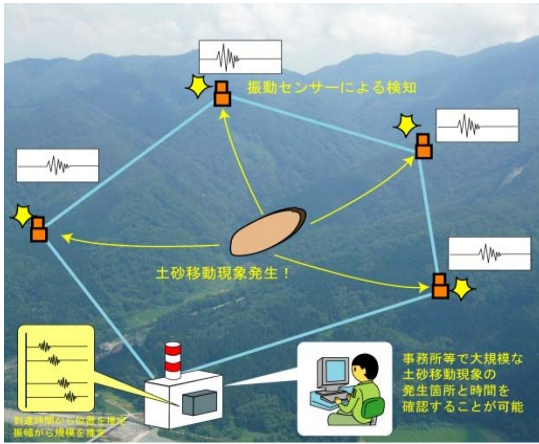 振動センサーによる検知
土砂移動現象発生！
事務所等で大規模な
土砂移動現象の
発生箇所と時間を
確認することが可能
到達時間から位置を推定
振幅から規模を推定